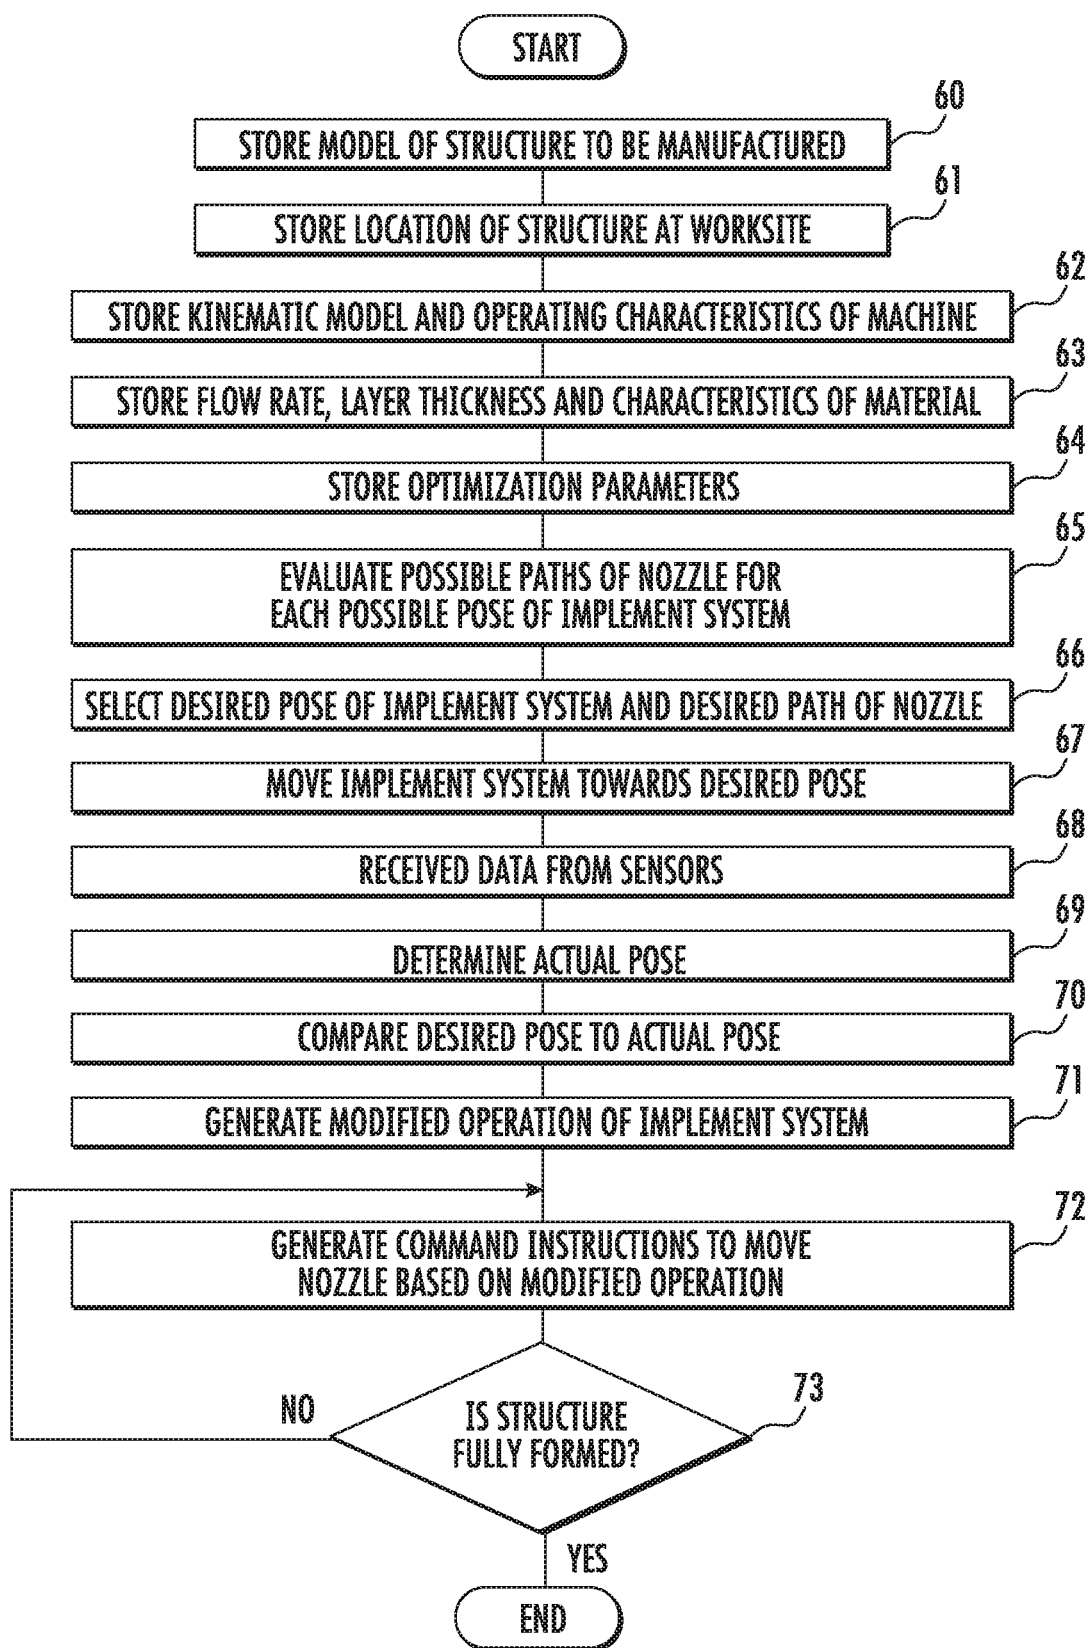 START
60
STORE MODEL OF STRUCTURE TO BE MANUFACTURED
61
STORE LOCATION OF STRUCTURE AT WORKSITE
62
STORE KINEMATIC MODEL AND OPERATING CHARACTERISTICS OF MACHINE
63
STORE FLOW RATE, LAYER THICKNESS AND CHARACTERISTICS OF MATERIAL
64
STORE OPTIMIZATION PARAMETERS
65
EVALUATE POSSIBLE PATHS OF NOZZLE FOR
EACH POSSIBLE POSE OF IMPLEMENT SYSTEM
66
SELECT DESIRED POSE OF IMPLEMENT SYSTEM AND DESIRED PATH OF NOZZLE
67
MOVE IMPLEMENT SYSTEM TOWARDS DESIRED POSE
68
RECEIVED DATA FROM SENSORS
69
DETERMINE ACTUAL POSE
70
COMPARE DESIRED POSE TO ACTUAL POSE
71
GENERATE MODIFIED OPERATION OF IMPLEMENT SYSTEM
72
GENERATE COMMAND INSTRUCTIONS TO MOVE
NOZZLE BASED ON MODIFIED OPERATION
73
NO
IS STRUCTURE
FULLY FORMED?
YES
END